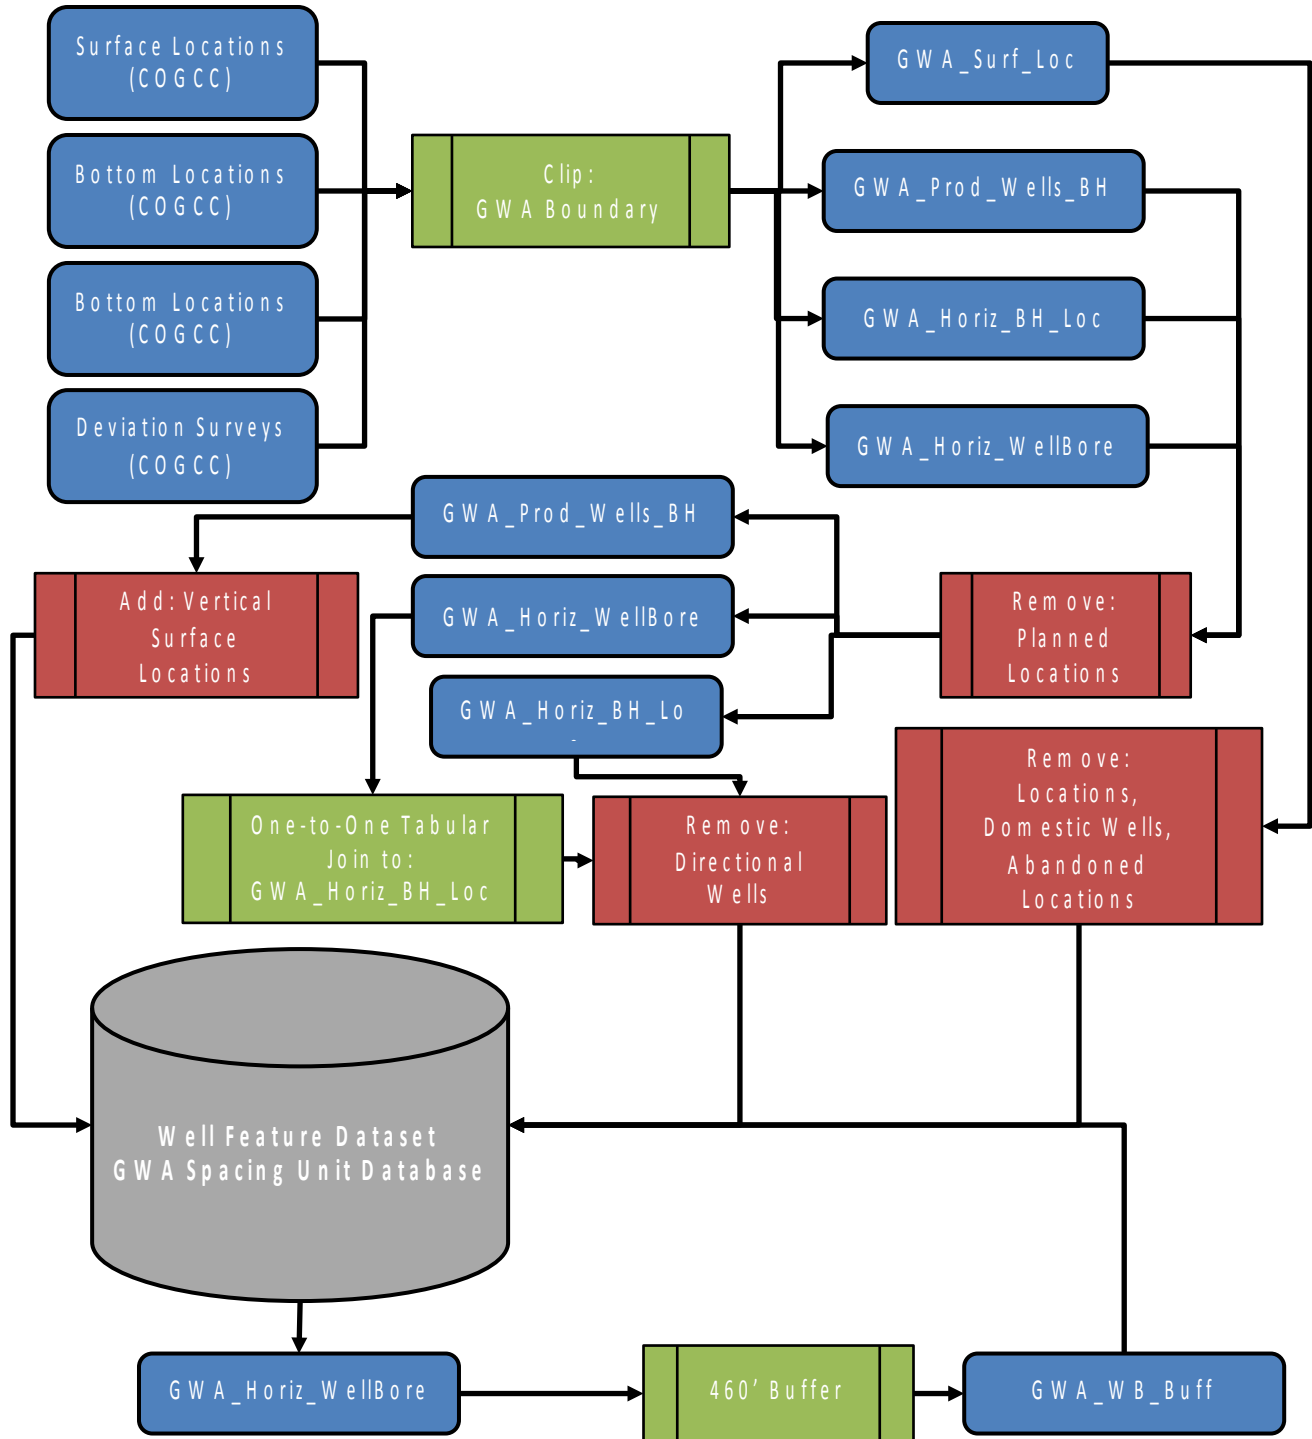 Surface Locations
(COGCC)
Bottom Locations
(COGCC)
Bottom Locations
(COGCC)
Deviation Surveys
(COGCC)
Clip:
GWA Boundary
GWA_Surf_Loc
GWA_Prod_Wells_BH
GWA_Horiz_BH_Loc
GWA_Horiz_WellBore
GWA_Prod_Wells_BH
GWA_Horiz_WellBore
GWA_Horiz_BH_Lo
Add: Vertical
Surface
Locations
Remove:
Planned
Locations
One-to-One Tabular
Join to:
GWA_Horiz_BH_Loc
Remove:
Directional
Wells
Remove:
Locations,
Domestic Wells,
Abandoned
Locations
Well Feature Dataset
GWA Spacing Unit Database
GWA_Horiz_WellBore
460’ Buffer
GWA_WB_Buff